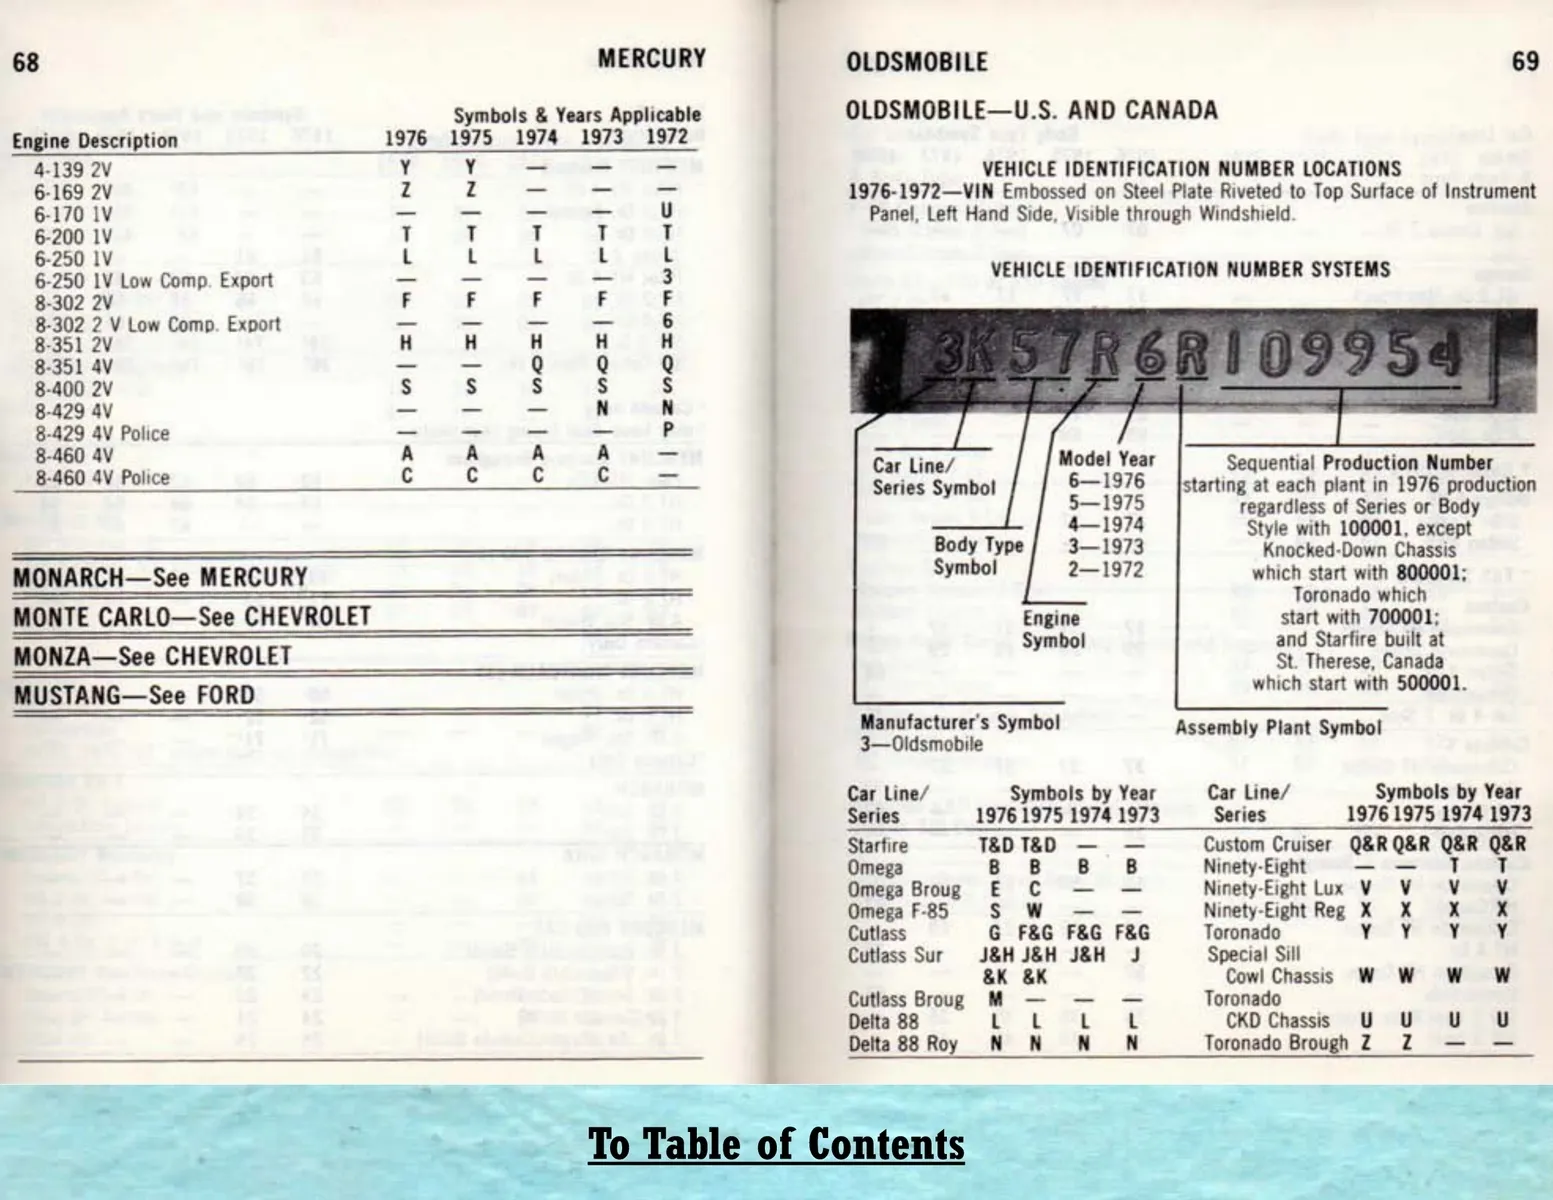 68 MERCURY
Symbols & Years Applicable
Engine Description 1976 1975 1974 1973 1972
4-139 2V Y Y — — —
6-169 2V Z Z — — —
6-170 1V — — — — U
6-200 1V T T T T T
6-250 1V L L L L L
6-250 1V Low Comp. Export — — — — 3
8-302 2V F F F F F
8-302 2 V Low Comp. Export — — — — 6
8-351 2V H H H H H
8-351 4V — — Q Q Q
8-400 2V S S S S S
8-429 4V — — — N N
8-429 4V Police — — — — P
8-460 4V A A A A —
8-460 4V Police C C C C
MONARCH—See MERCURY
MONTE CARLO—See CHEVROLET
MONZA—See CHEVROLET
MUSTANG—See FORD
OLDSMOBILE 69
OLDSMOBILE—U.S. AND CANADA
VEHICLE IDENTIFICATION NUMBER LOCATIONS
1976-1972—VIN Embossed on Steel Plate Riveted to Top Surface of Instrument
Panel, Left Hand Side, Visible through Windshield.
VEHICLE IDENTIFICATION NUMBER SYSTEMS
3K57R6R109954
Car Line/
Series Symbol
Body Type
Symbol
Engine
Symbol
Model Year
6—1976
5—1975
4—1974
3—1973
2—1972
Sequential Production Number
starting at each plant in 1976 production
regardless of Series or Body
Style with 100001, except
Knocked-Down Chassis
which start with 800001;
Toronado which
start with 700001;
and Starfire built at
St. Therese, Canada
which start with 500001.
Manufacturer's Symbol
3—Oldsmobile
Assembly Plant Symbol
Car Line/ Symbols by Year
Series 1976 1975 1974 1973
Starfire T&D T&D — —
Omega B B B B
Omega Broug E C — —
Omega F-85 S W — —
Cutlass G F&G F&G F&G
Cutlass Sur J&H J&H J&H J
&K &K
Cutlass Broug M — — —
Delta 88 L L L L
Delta 88 Roy N N N N
Car Line/ Symbols by Year
Series 1976 1975 1974 1973
Custom Cruiser Q&R Q&R Q&R Q&R
Ninety-Eight — — T T
Ninety-Eight Lux V V V V
Ninety-Eight Reg X X X X
Toronado Y Y Y Y
Special Sill
Cowl Chassis W W W W
Toronado
CKD Chassis U U U U
Toronado Brough Z Z — —
To Table of Contents